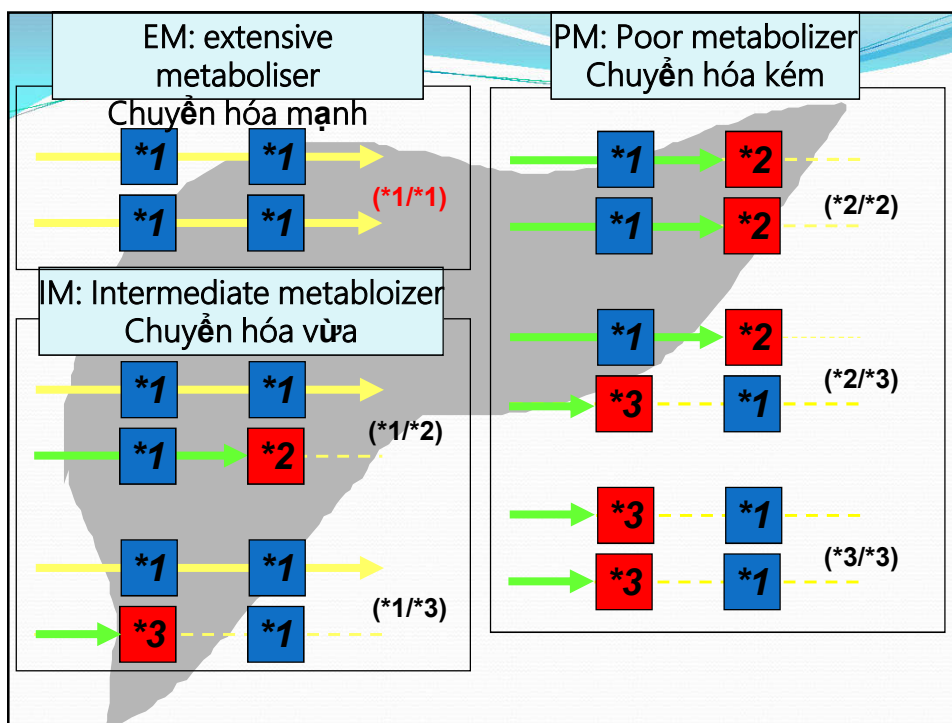 EM: extensive
metaboliser
Chuyển hóa mạnh
*1 *1
(*1/*1)
*1 *1
IM: Intermediate metabloizer
Chuyển hóa vừa
*1 *1
(*1/*2)
*1 *2
*1 *1
(*1/*3)
*3 *1
PM: Poor metabolizer
Chuyển hóa kém
*1 *2
(*2/*2)
*1 *2
*1 *2
(*2/*3)
*3 *1
*3 *1
(*3/*3)
*3 *1